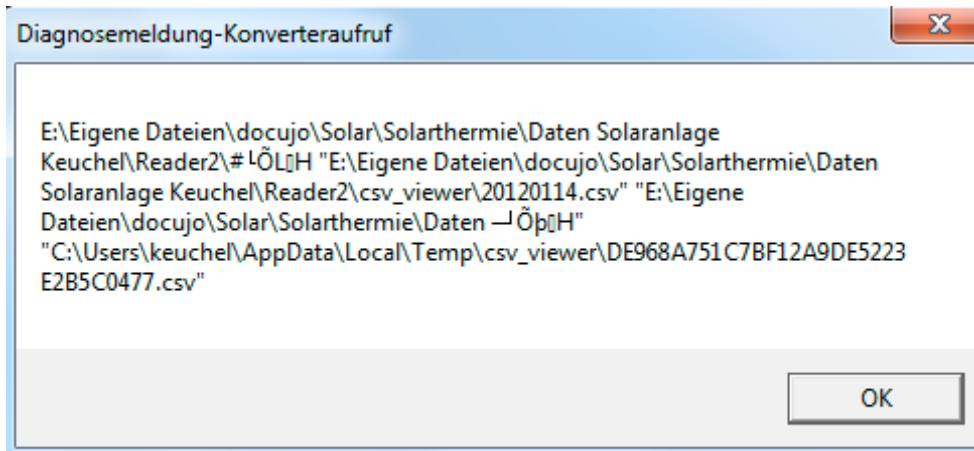 Diagnosemeldung-Konverteraufruf
E:\Eigene Dateien\docujo\Solar\Solarthermie\Daten Solaranlage
Keuchel\Reader2\#└ÕL▯H "E:\Eigene Dateien\docujo\Solar\Solarthermie\Daten
Solaranlage Keuchel\Reader2\csv_viewer\20120114.csv" "E:\Eigene
Dateien\docujo\Solar\Solarthermie\Daten ─┘Õþ▯H"
"C:\Users\keuchel\AppData\Local\Temp\csv_viewer\DE968A751C7BF12A9DE5223
E2B5C0477.csv"
OK